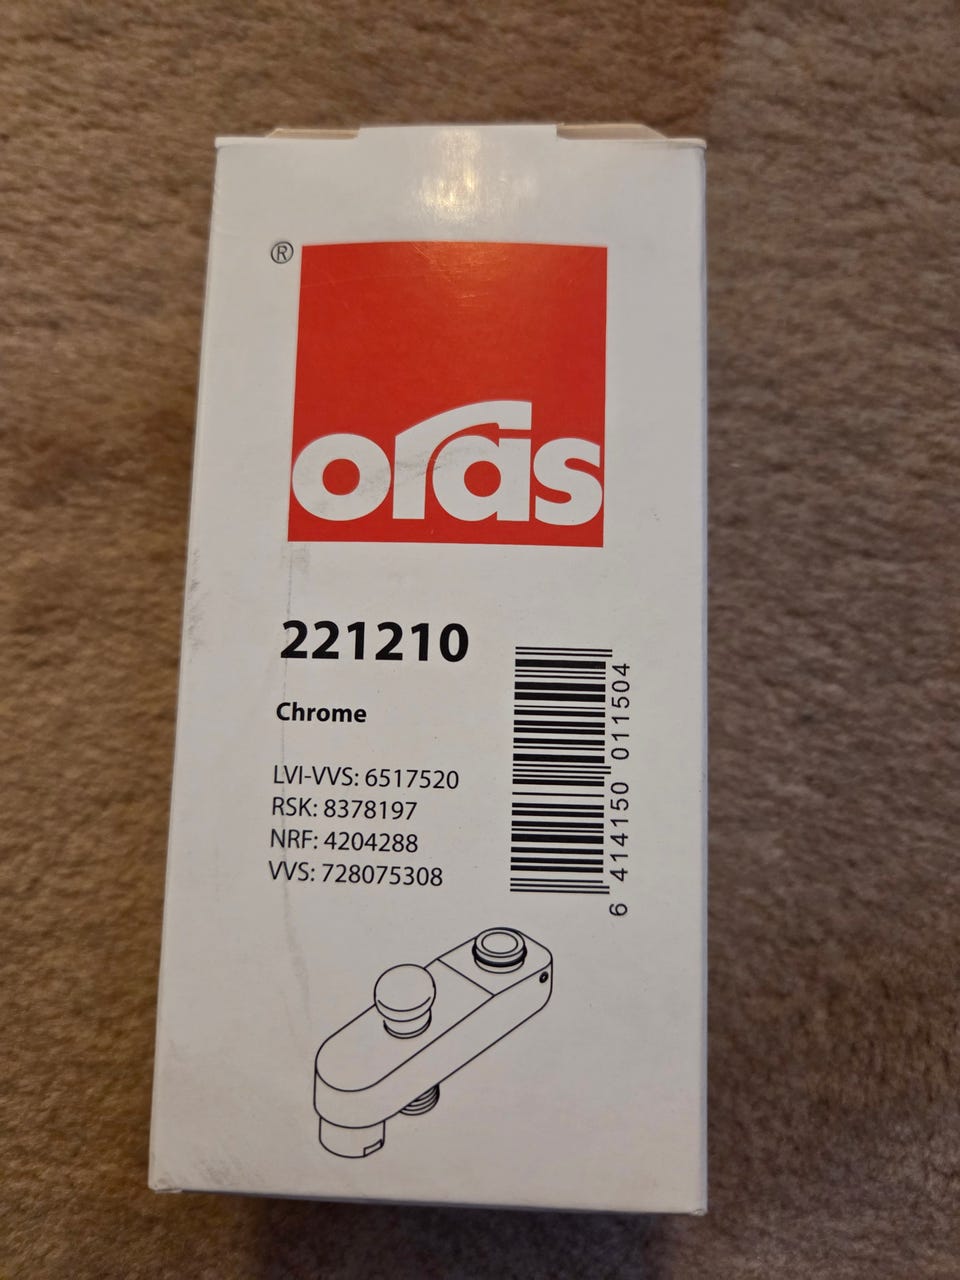 ®
oras
221210
Chrome
LVI-VVS: 6517520
RSK: 8378197
NRF: 4204288
VVS: 728075308
6 414150 011504